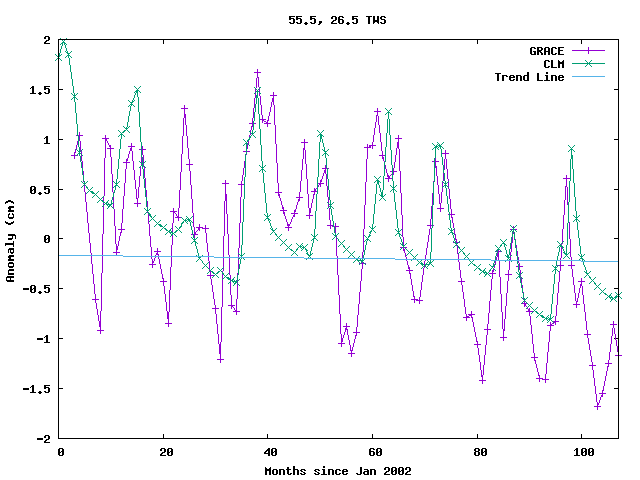 55.5, 26.5 TWS
GRACE
CLM
Trend Line
2
1.5
1
0.5
0
-0.5
-1
-1.5
-2
Anomaly (cm)
0 20 40 60 80 100
Months since Jan 2002